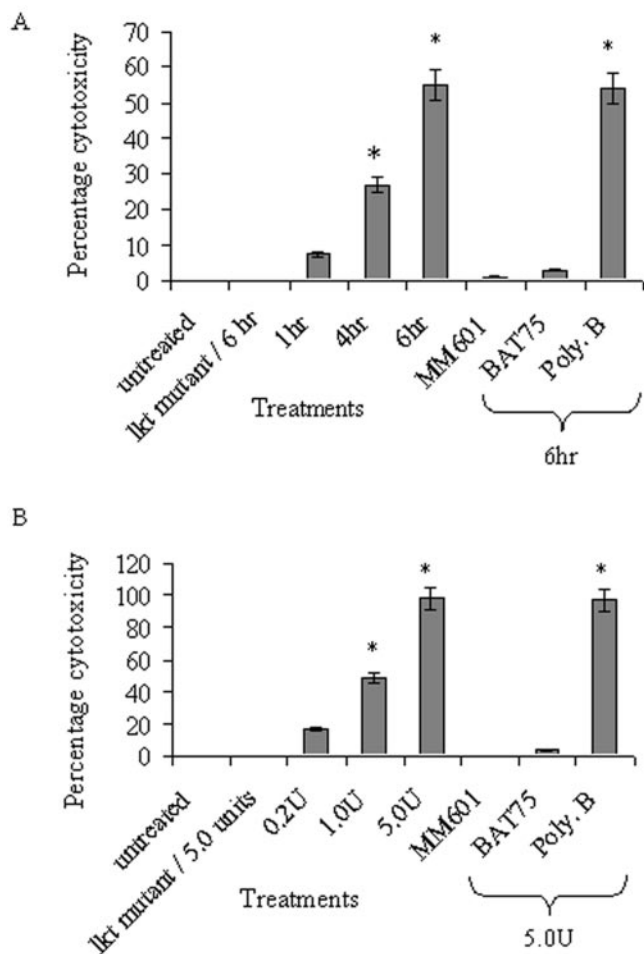 A
Percentage cytotoxicity
70
60
50
40
30
20
10
0
*
*
*
untreated
lkt mutant / 6 hr
1hr
4hr
6hr
MM601
BAT75
Poly. B
Treatments
6hr
B
Percentage cytotoxicity
120
100
80
60
40
20
0
*
*
*
untreated
lkt mutant / 5.0 units
0.2U
1.0U
5.0U
MM601
BAT75
Poly. B
Treatments
5.0U